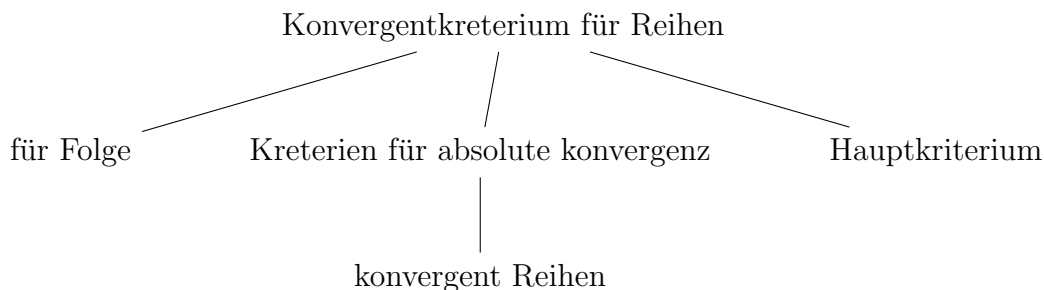 Konvergentkreterium für Reihen
für Folge
Kreterien für absolute konvergenz
Hauptkriterium
konvergent Reihen